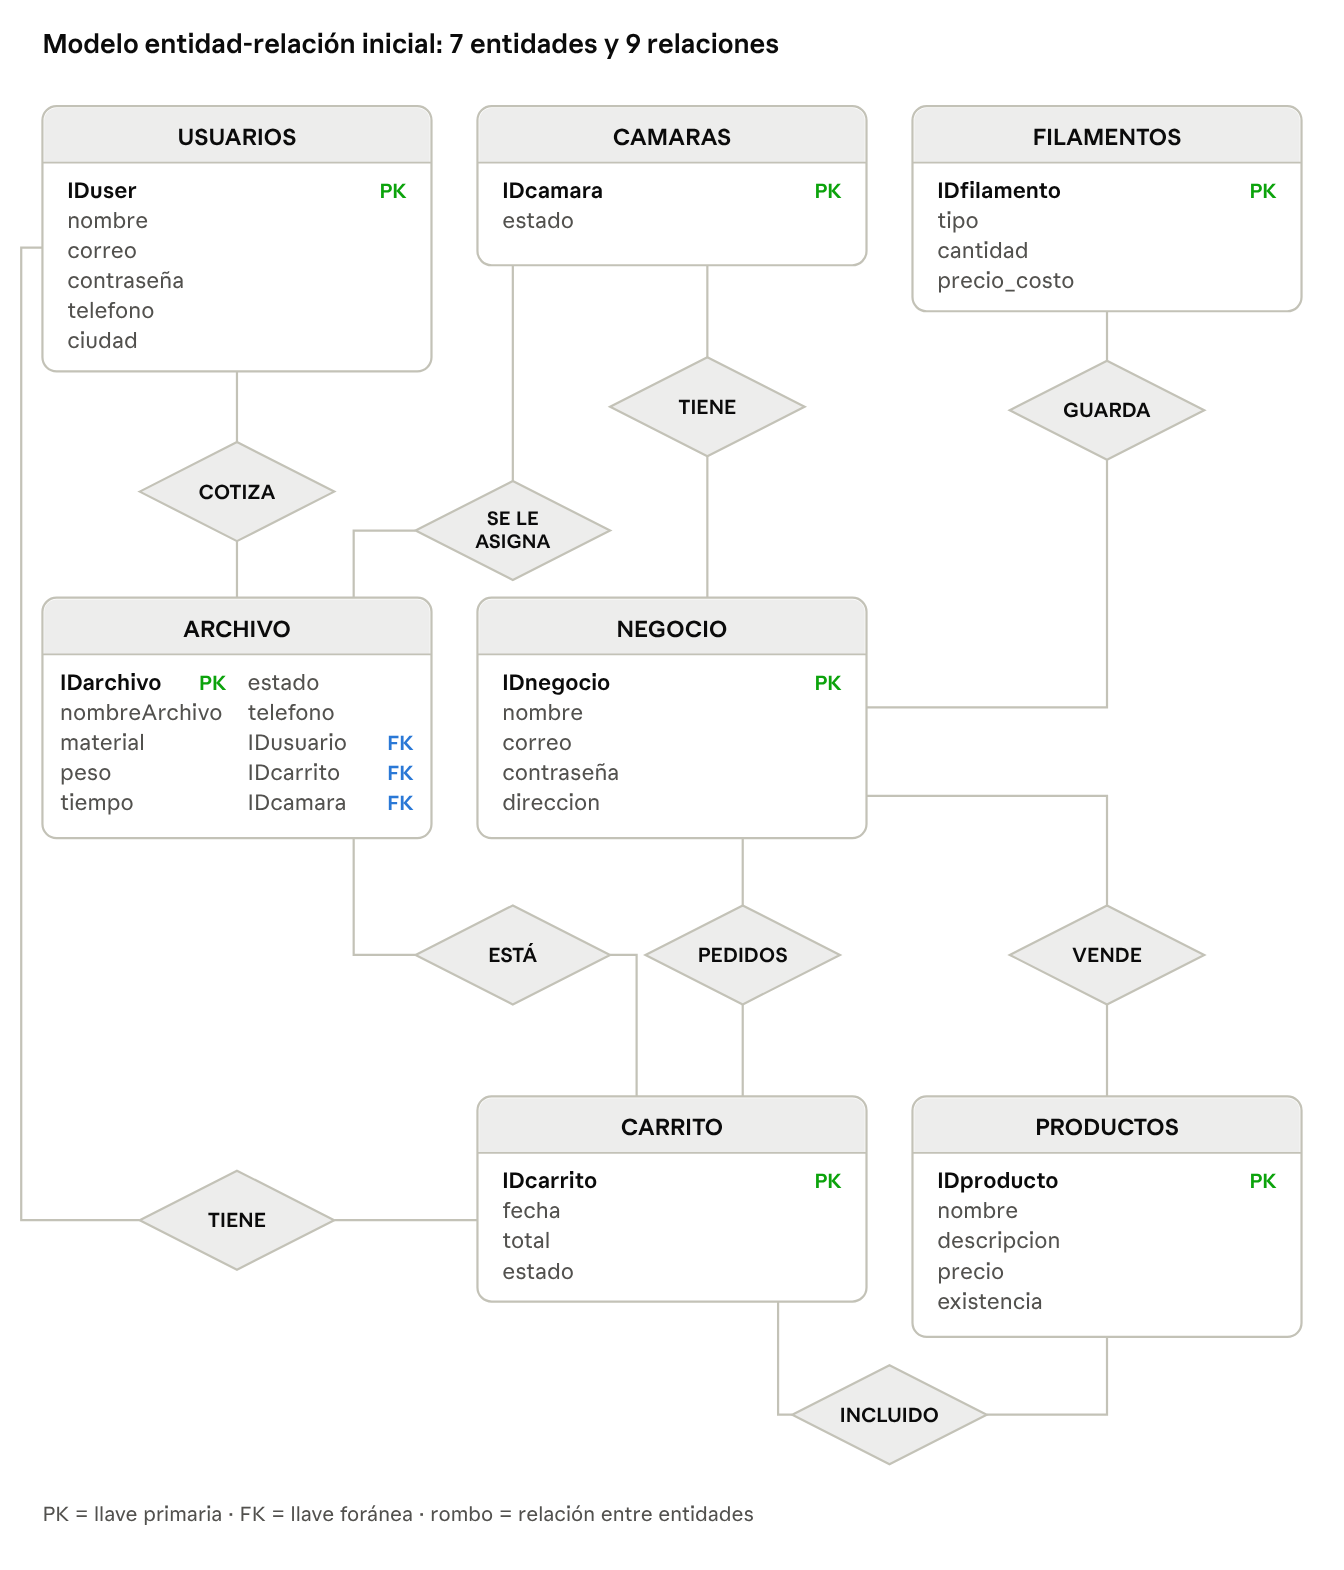 Modelo entidad-relación inicial: 7 entidades y 9 relaciones
USUARIOS
IDuser PK
nombre
correo
contraseña
telefono
ciudad
CAMARAS
IDcamara PK
estado
FILAMENTOS
IDfilamento PK
tipo
cantidad
precio_costo
TIENE
GUARDA
COTIZA
SE LE
ASIGNA
ARCHIVO
IDarchivo PK estado
nombreArchivo telefono
material IDusuario FK
peso IDcarrito FK
tiempo IDcamara FK
NEGOCIO
IDnegocio PK
nombre
correo
contraseña
direccion
ESTÁ
PEDIDOS
VENDE
CARRITO
IDcarrito PK
fecha
total
estado
PRODUCTOS
IDproducto PK
nombre
descripcion
precio
existencia
TIENE
INCLUIDO
PK = llave primaria · FK = llave foránea · rombo = relación entre entidades